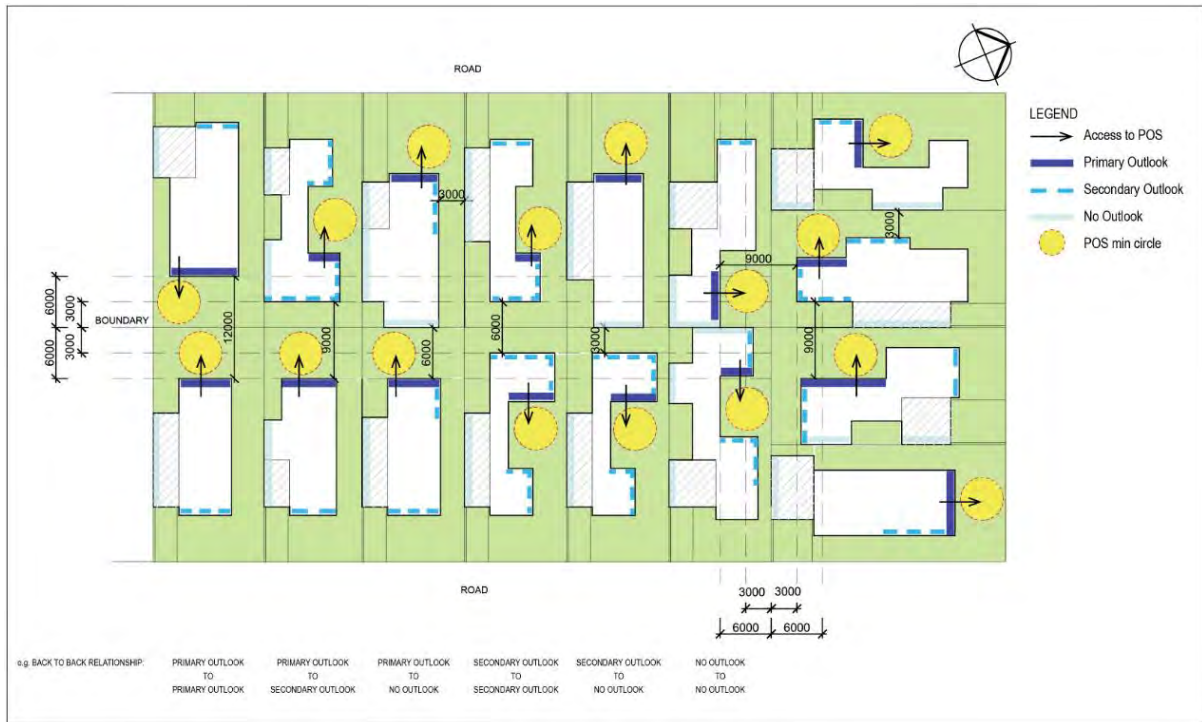 ROAD
LEGEND
Access to POS
Primary Outlook
Secondary Outlook
No Outlook
POS min circle
3000
3000
9000
6000
3000
BOUNDARY
3000
6000
12000
9000
6000
6000
3000
9000
ROAD
3000 3000
6000 6000
e.g. BACK TO BACK RELATIONSHIP:
PRIMARY OUTLOOK
TO
PRIMARY OUTLOOK
PRIMARY OUTLOOK
TO
SECONDARY OUTLOOK
PRIMARY OUTLOOK
TO
NO OUTLOOK
SECONDARY OUTLOOK
TO
SECONDARY OUTLOOK
SECONDARY OUTLOOK
TO
NO OUTLOOK
NO OUTLOOK
TO
NO OUTLOOK